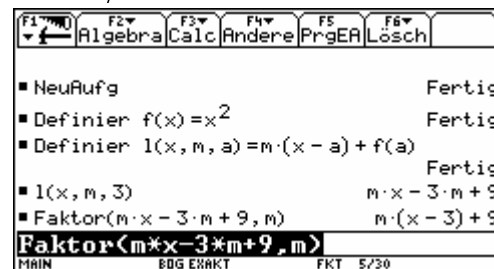 F1 F2 F3 F4 F5 F6
Algebra Calc Andere PrgEA Lösch
▪ NeuAufg Fertig
▪ Definier f(x)=x²  Fertig
▪ Definier l(x,m,a)=m·(x-a)+f(a)
Fertig
▪ l(x,m,3) m·x-3·m+9
▪ Faktor(m·x-3·m+9,m) m·(x-3)+9
Faktor(m*x-3*m+9,m)
MAIN BOG EXAKT FKT 5/30